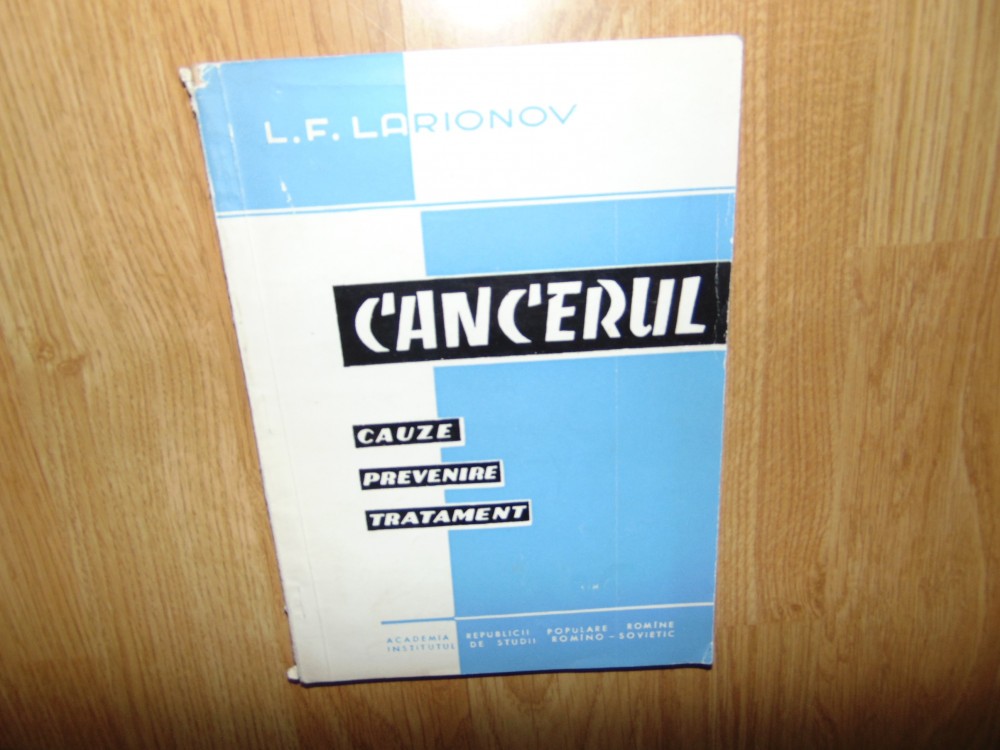 L.F. LARIONOV
CANCERUL
CAUZE
PREVENIRE
TRATAMENT
ACADEMIA REPUBLICII POPULARE ROMÎNE
INSTITUTUL DE STUDII ROMÎNO-SOVIETIC